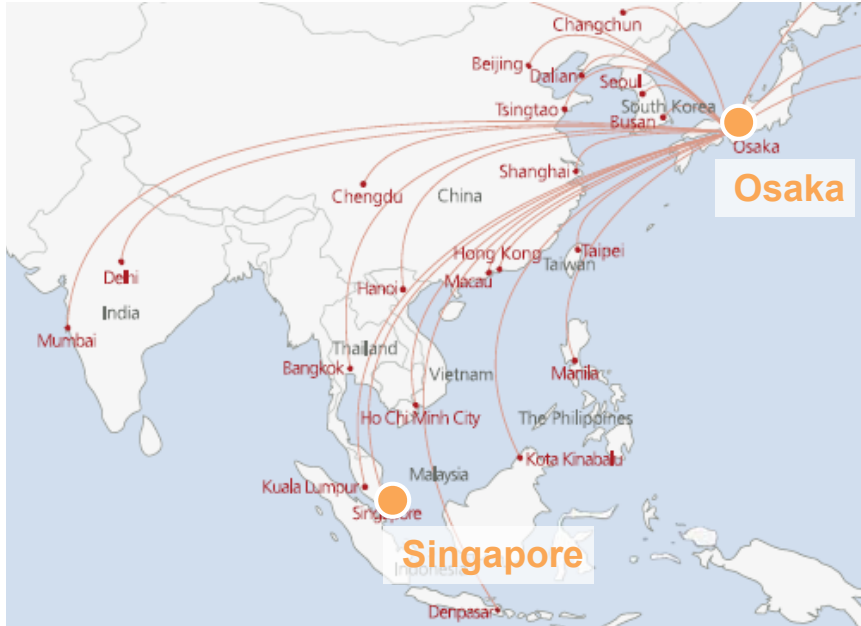 Changchun
Beijing
Dalian
Seoul
Tsingtao
South Korea
Busan
Osaka
Osaka
Shanghai
Chengdu
China
Hong Kong
Taipei
Taiwan
Delhi
Macau
Hanoi
India
Mumbai
Thailand
Bangkok
Vietnam
Manila
Ho Chi Minh City
The Philippines
Kota Kinabalu
Malaysia
Kuala Lumpur
Singapore
Singapore
Indonesia
Denpasar